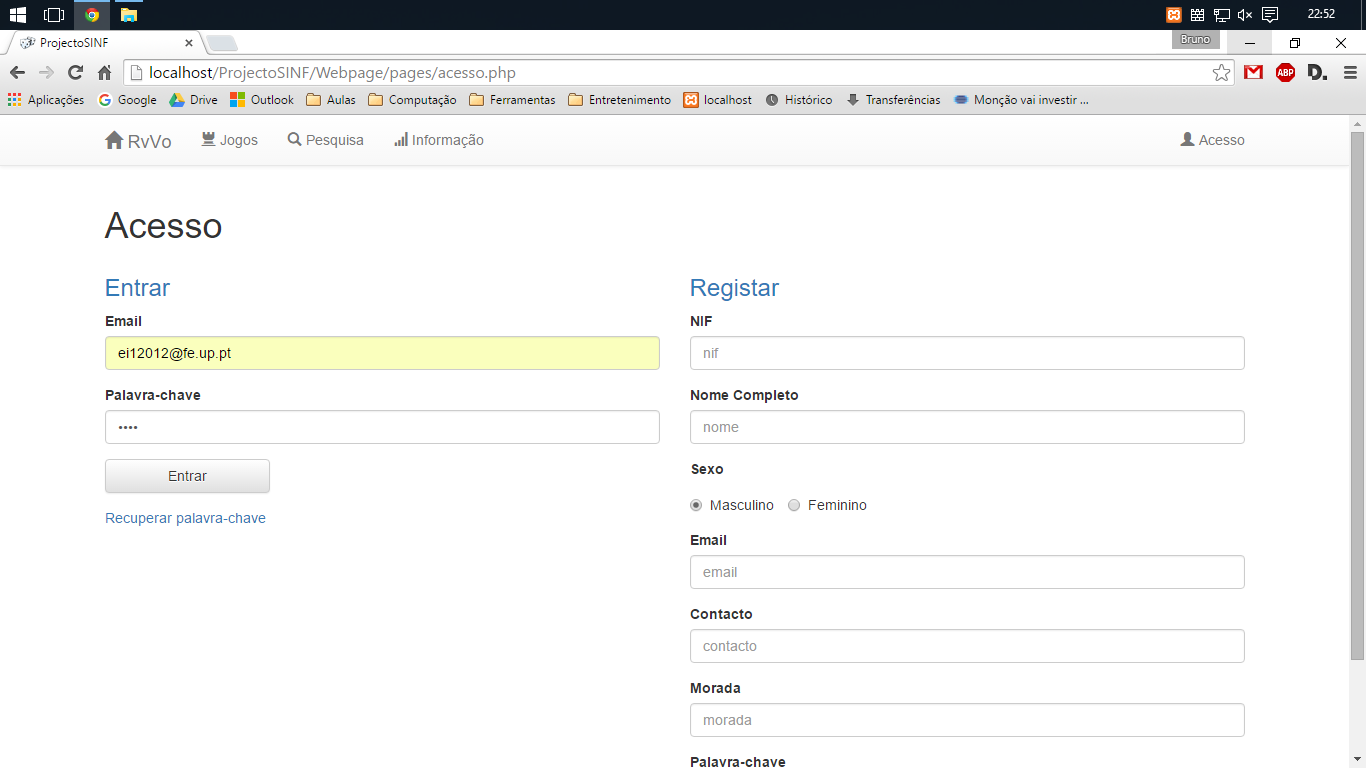 22:52
ProjectoSINF
Bruno
localhost/ProjectoSINF/Webpage/pages/acesso.php
ABP
D.
Aplicações Google Drive Outlook Aulas Computação Ferramentas Entretenimento localhost Histórico Transferências Monção vai investir ...
RvVo Jogos Pesquisa Informação Acesso
Acesso
Entrar
Email
ei12012@fe.up.pt
Palavra-chave
••••
Entrar
Recuperar palavra-chave
Registar
NIF
nif
Nome Completo
nome
Sexo
Masculino Feminino
Email
email
Contacto
contacto
Morada
morada
Palavra-chave